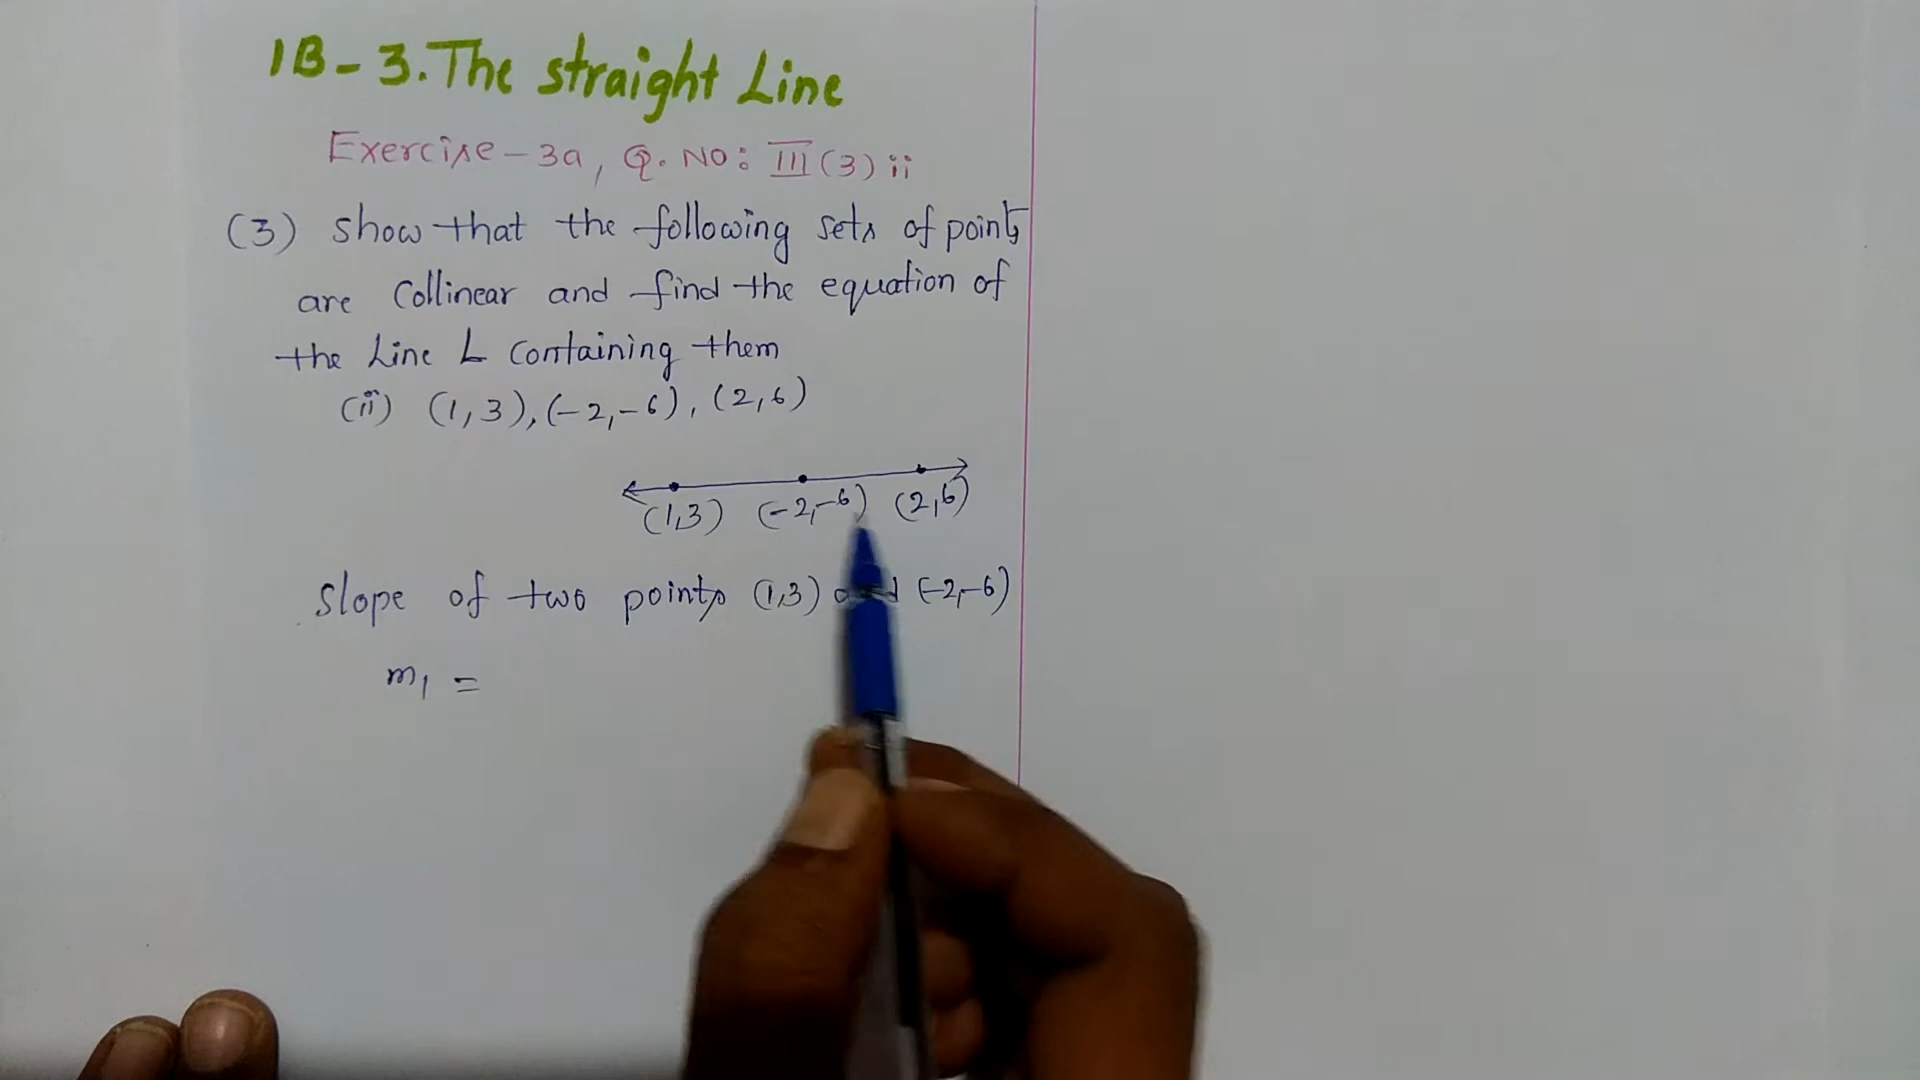 1B-3. The straight Line
Exercise-3a, Q. NO: III (3) ii
(3) show that the following sets of points
are Collinear and find the equation of
the Line L Containing them
(ii) (1,3), (-2,-6), (2,6)
(1,3) (-2,-6) (2,6)
Slope of two points (1,3) and (-2,-6)
m₁ =